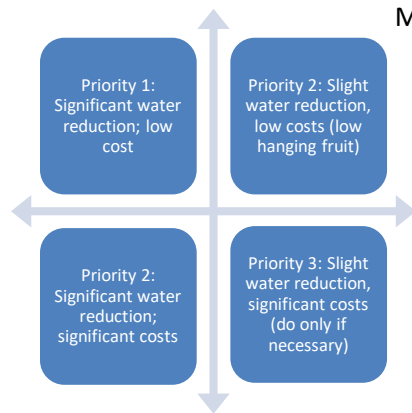 M
Priority 1:
Significant water
reduction; low
cost
Priority 2: Slight
water reduction,
low costs (low
hanging fruit)
Priority 2:
Significant water
reduction;
significant costs
Priority 3: Slight
water reduction,
significant costs
(do only if
necessary)